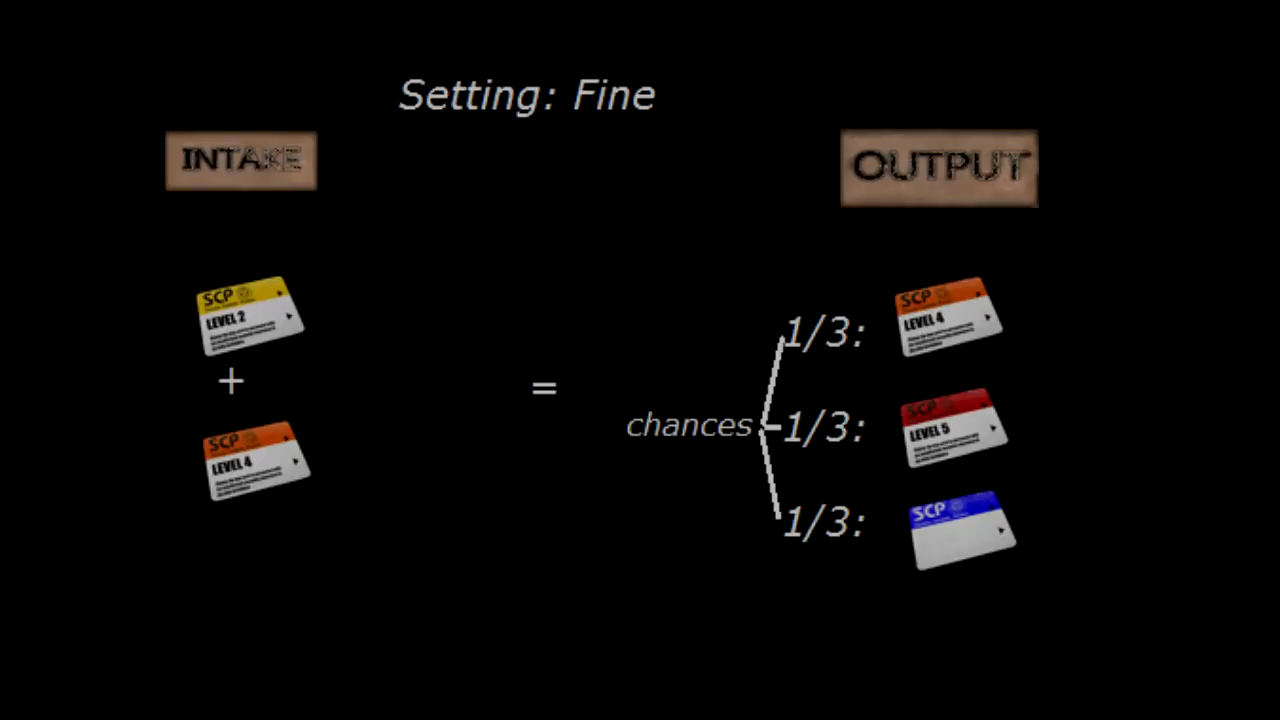 Setting: Fine
INTAKE
OUTPUT
SCP
LEVEL 2
+
SCP
LEVEL 4
=
chances
1/3:
SCP
LEVEL 4
1/3:
SCP
LEVEL 5
1/3:
SCP